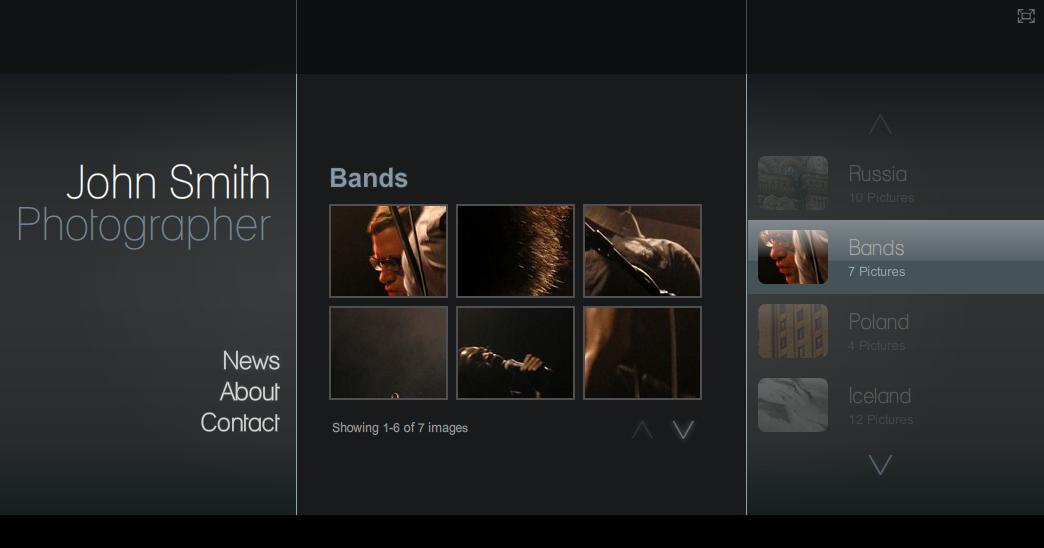 John Smith
Photographer
News
About
Contact
Bands
Showing 1-6 of 7 images
Russia
10 Pictures
Bands
7 Pictures
Poland
4 Pictures
Iceland
12 Pictures